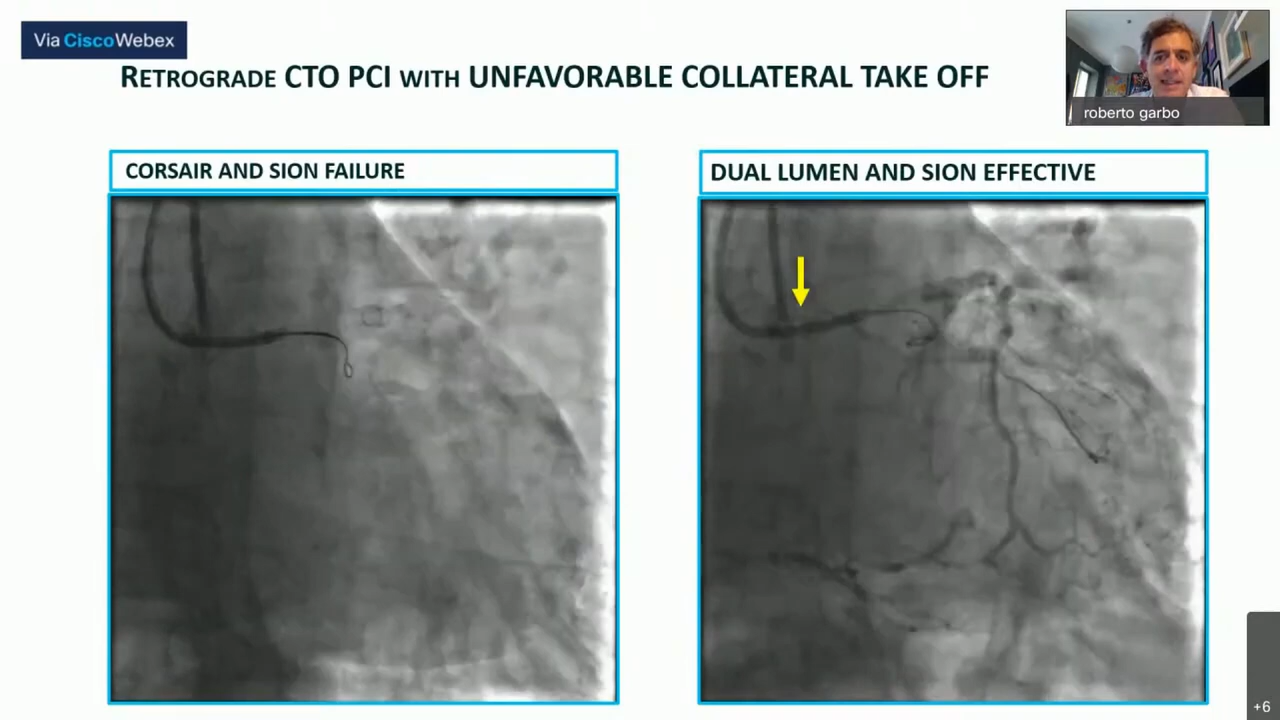 Via CiscoWebex
RETROGRADE CTO PCI WITH UNFAVORABLE COLLATERAL TAKE OFF
roberto garbo
CORSAIR AND SION FAILURE
DUAL LUMEN AND SION EFFECTIVE
+6